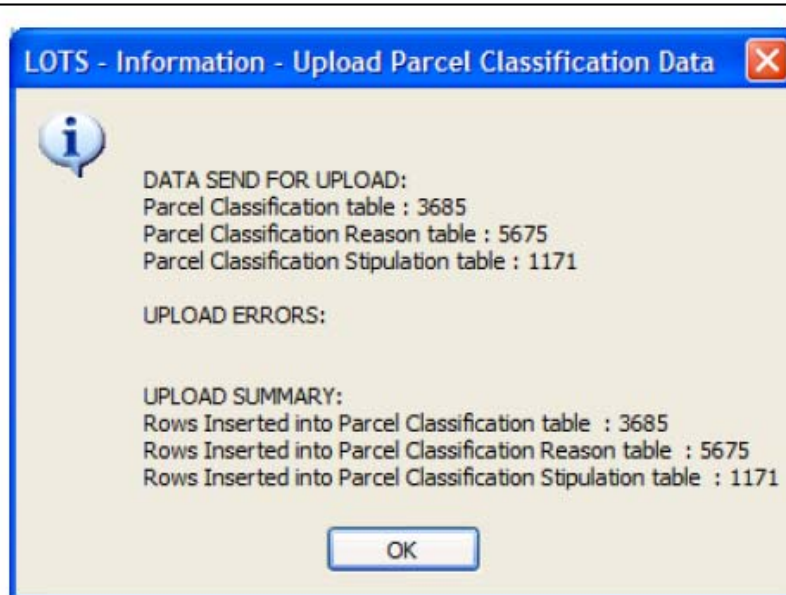 LOTS - Information - Upload Parcel Classification Data
DATA SEND FOR UPLOAD:
Parcel Classification table : 3685
Parcel Classification Reason table : 5675
Parcel Classification Stipulation table : 1171
UPLOAD ERRORS:
UPLOAD SUMMARY:
Rows Inserted into Parcel Classification table : 3685
Rows Inserted into Parcel Classification Reason table : 5675
Rows Inserted into Parcel Classification Stipulation table : 1171
OK